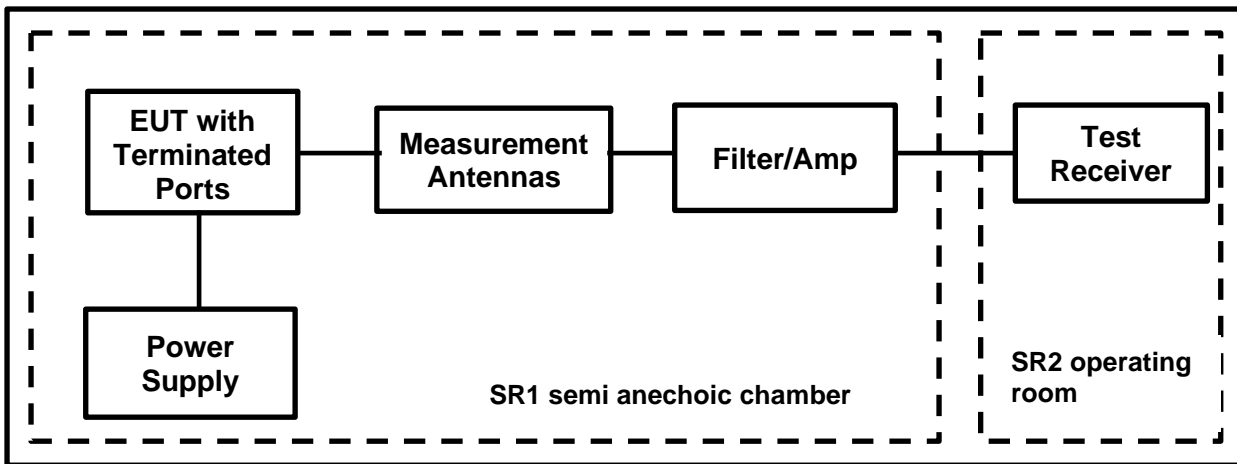 EUT with
Terminated
Ports
Measurement
Antennas
Filter/Amp
Test
Receiver
Power
Supply
SR1 semi anechoic chamber
SR2 operating
room